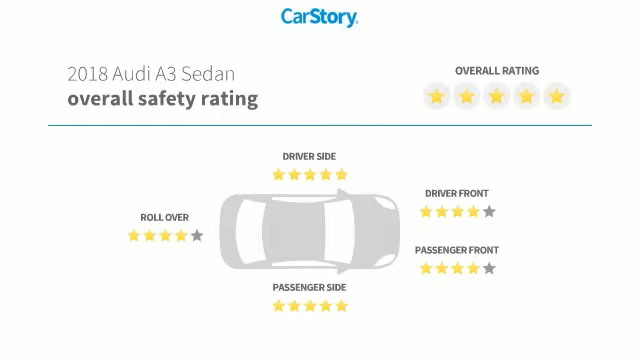 CarStory
2018 Audi A3 Sedan
overall safety rating
OVERALL RATING
DRIVER SIDE
DRIVER FRONT
ROLL OVER
PASSENGER FRONT
PASSENGER SIDE